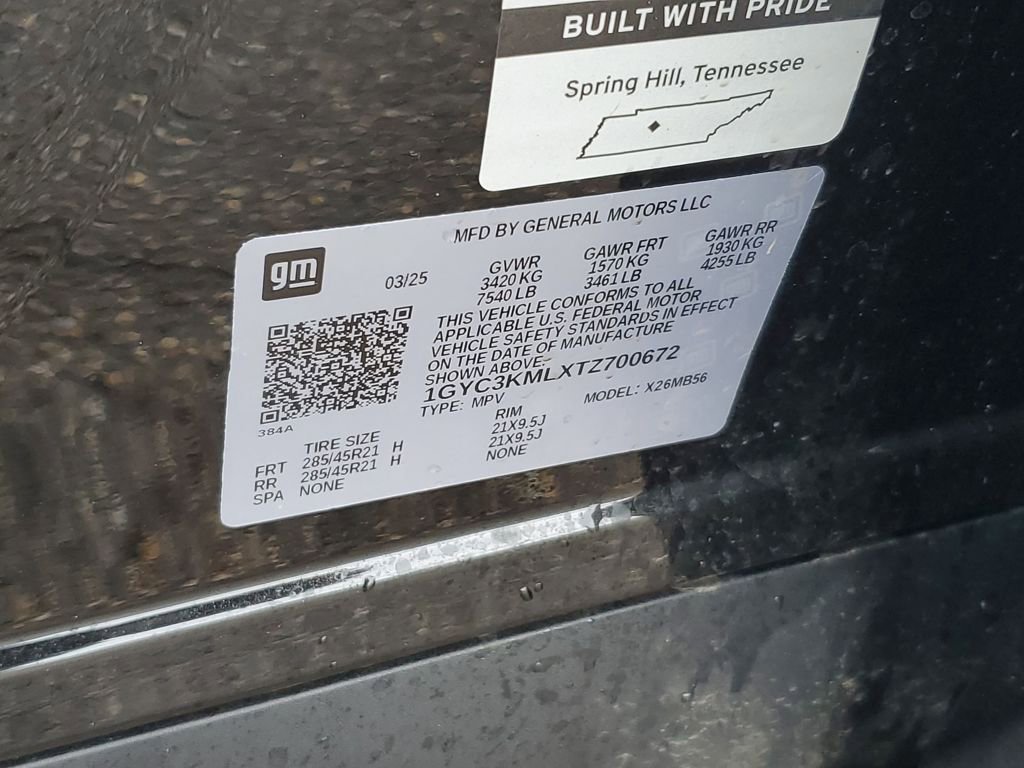 BUILT WITH PRIDE
Spring Hill, Tennessee
MFD BY GENERAL MOTORS LLC
gm
03/25
GVWR
3420 KG
7540 LB
GAWR FRT
1570 KG
3461 LB
GAWR RR
1930 KG
4255 LB
THIS VEHICLE CONFORMS TO ALL
APPLICABLE U.S. FEDERAL MOTOR
VEHICLE SAFETY STANDARDS IN EFFECT
ON THE DATE OF MANUFACTURE
SHOWN ABOVE.
1GYC3KMLXTZ700672
TYPE: MPV
MODEL: X26MB56
384A
TIRE SIZE RIM
FRT 285/45R21 H 21X9.5J
RR 285/45R21 H 21X9.5J
SPA NONE NONE